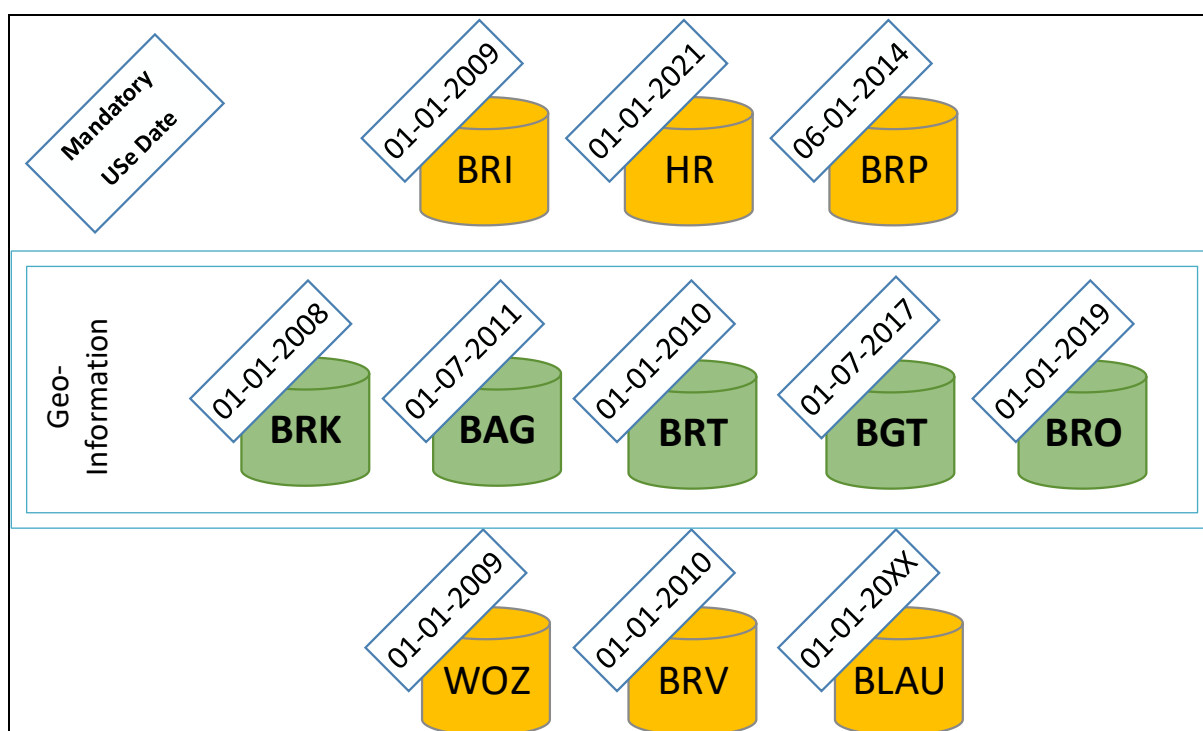 Mandatory
USe Date
01-01-2009
BRI
01-01-2021
HR
06-01-2014
BRP
Geo-
Information
01-01-2008
BRK
01-07-2011
BAG
01-01-2010
BRT
01-07-2017
BGT
01-01-2019
BRO
01-01-2009
WOZ
01-01-2010
BRV
01-01-20XX
BLAU